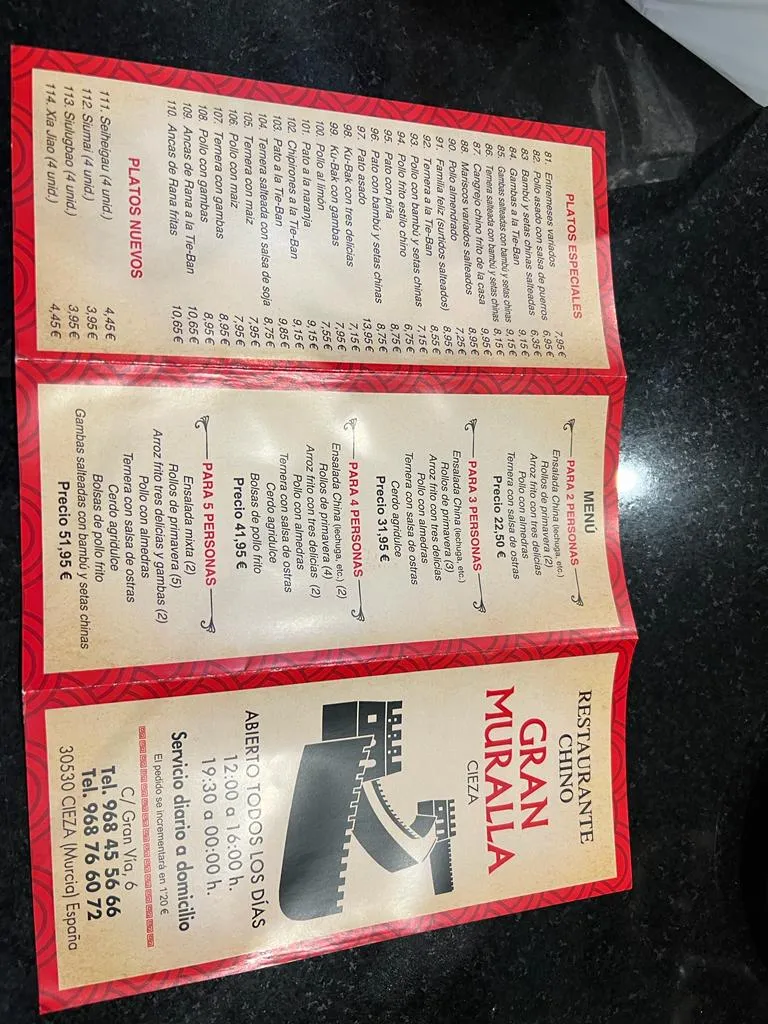 PLATOS ESPECIALES
81. Entremeses variados 7,95 €
82. Pollo asado con salsa de puerros 6,95 €
83 Bambú y setas chinas salteadas 6,35 €
84. Gambas a la Tie-Ban 9,15 €
85. Gambas salteadas con bambú y setas chinas 9,15 €
86. Ternera salteada con bambú y setas chinas 8,15 €
87. Cangrejo chino frito de la casa 9,95 €
88. Mariscos variados salteados 8,95 €
90. Pollo almendrado 7,25 €
91. Familia feliz (surtidos salteados) 8,95 €
92. Ternera a la Tie-Ban 8,55 €
93. Pollo con bambú y setas chinas 7,15 €
94. Pollo frito estilo chino 6,75 €
95. Pato con piña 8,75 €
96. Pato con bambú y setas chinas 8,75 €
97. Pato asado 13,95 €
98. Ku-Bak con tres delicias 7,15 €
99. Ku-Bak con gambas 7,95 €
100. Pollo al limón 7,55 €
101. Pato a la naranja 9,15 €
102. Chipirones a la Tie-Ban 9,15 €
103. Pato a la Tie-Ban 9,85 €
104. Ternera salteada con salsa de soja 8,75 €
105. Ternera con maíz 7,95 €
106. Pollo con maíz 7,95 €
107. Ternera con gambas 8,95 €
108. Pollo con gambas 8,95 €
109. Ancas de Rana a la Tie-Ban 10,65 €
110. Ancas de Rana fritas 10,65 €
PLATOS NUEVOS
111. Seiheigau (4 unid.) 4,45 €
112. Siumai (4 unid.) 3,95 €
113. Siulugbao (4 unid.) 3,95 €
114. Xia Jiao (4 unid.) 4,45 €
MENÚ
PARA 2 PERSONAS
Ensalada China (lechuga, etc.)
Rollos de primavera (2)
Arroz frito con tres delicias
Pollo con almedras
Ternera con salsa de ostras
Precio 22,50 €
PARA 3 PERSONAS
Ensalada China (lechuga, etc.)
Rollos de primavera (3)
Arroz frito con tres delicias
Pollo con almedras
Ternera con salsa de ostras
Cerdo agridulce
Precio 31,95 €
PARA 4 PERSONAS
Ensalada China (lechuga, etc.) (2)
Rollos de primavera (4)
Arroz frito con tres delicias (2)
Pollo con almedras
Ternera con salsa de ostras
Cerdo agridulce
Bolsas de pollo frito
Precio 41,95 €
PARA 5 PERSONAS
Ensalada mixta (2)
Rollos de primavera (5)
Arroz frito tres delicias y gambas (2)
Pollo con almedras
Ternera con salsa de ostras
Cerdo agridulce
Bolsas de pollo frito
Gambas salteadas con bambú y setas chinas
Precio 51,95 €
RESTAURANTE
CHINO
GRAN
MURALLA
CIEZA
ABIERTO TODOS LOS DÍAS
12:00 a 16:00 h.
19:30 a 00:00 h.
Servicio diario a domicilio
El pedido se incrementará en 1'20 €
C/ Gran Vía, 6
Tel. 968 45 56 66
Tel. 968 76 60 72
30530 CIEZA (Murcia) España